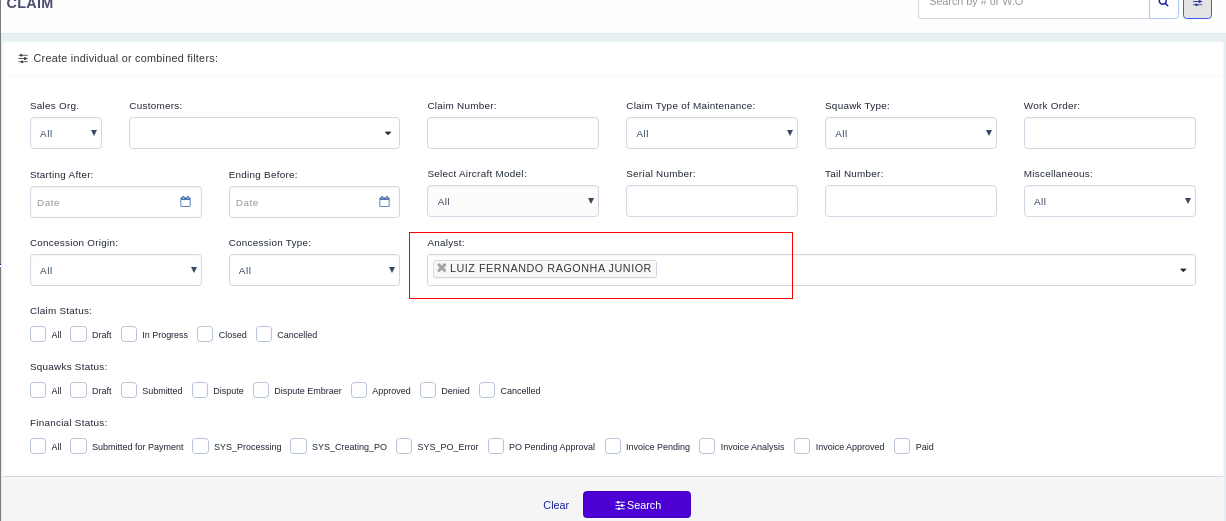 CLAIM
Search by # or W.O
Create individual or combined filters:
Sales Org. Customers: Claim Number: Claim Type of Maintenance: Squawk Type: Work Order:
All All All
Starting After: Ending Before: Select Aircraft Model: Serial Number: Tail Number: Miscellaneous:
Date Date All All
Concession Origin: Concession Type: Analyst:
All All LUIZ FERNANDO RAGONHA JUNIOR
Claim Status:
All Draft In Progress Closed Cancelled
Squawks Status:
All Draft Submitted Dispute Dispute Embraer Approved Denied Cancelled
Financial Status:
All Submitted for Payment SYS_Processing SYS_Creating_PO SYS_PO_Error PO Pending Approval Invoice Pending Invoice Analysis Invoice Approved Paid
Clear Search